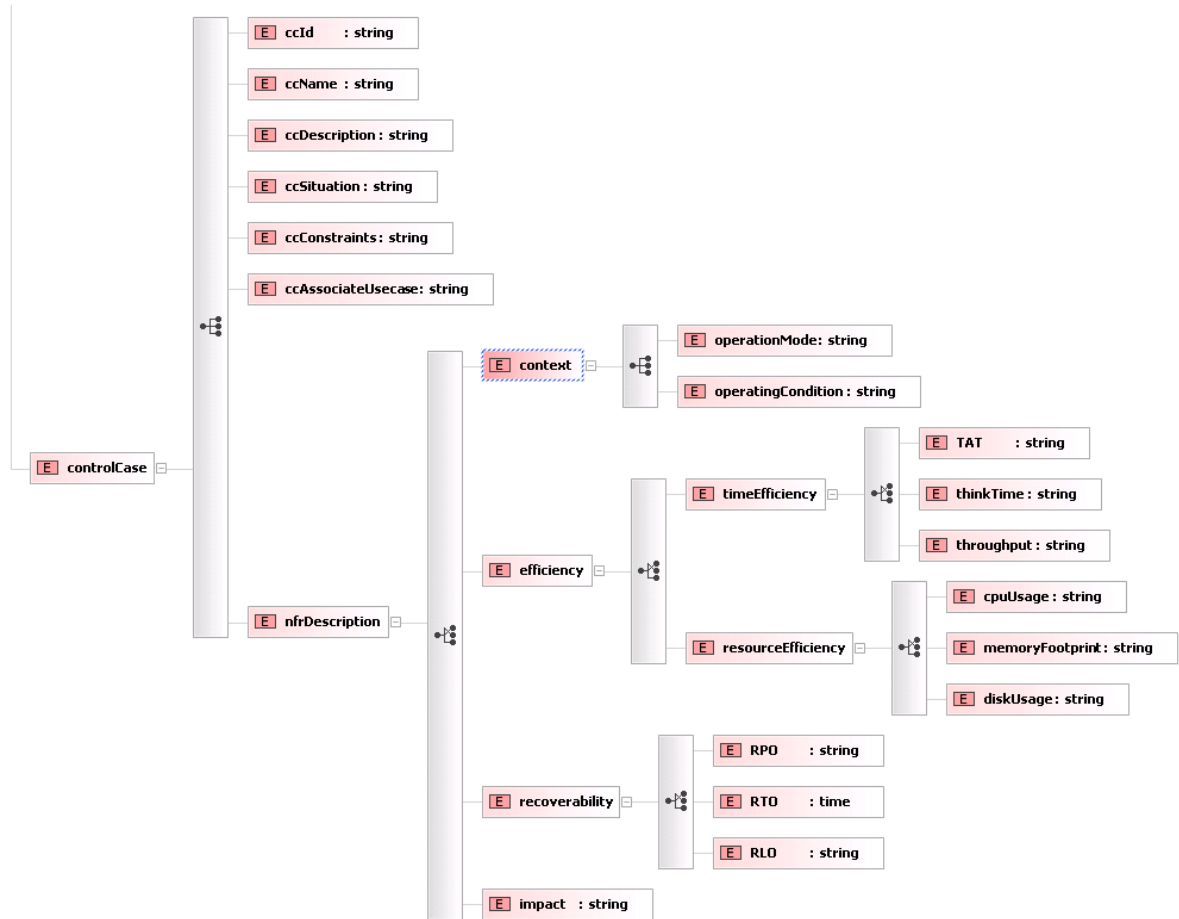 E ccId : string
E ccName : string
E ccDescription : string
E ccSituation : string
E ccConstraints : string
E ccAssociateUsecase: string
E context
E operationMode: string
E operatingCondition : string
E controlCase
E TAT : string
E timeEfficiency
E thinkTime : string
E throughput : string
E efficiency
E cpuUsage : string
E nfrDescription
E resourceEfficiency
E memoryFootprint: string
E diskUsage : string
E RPO : string
E recoverability
E RTO : time
E RLO : string
E impact : string